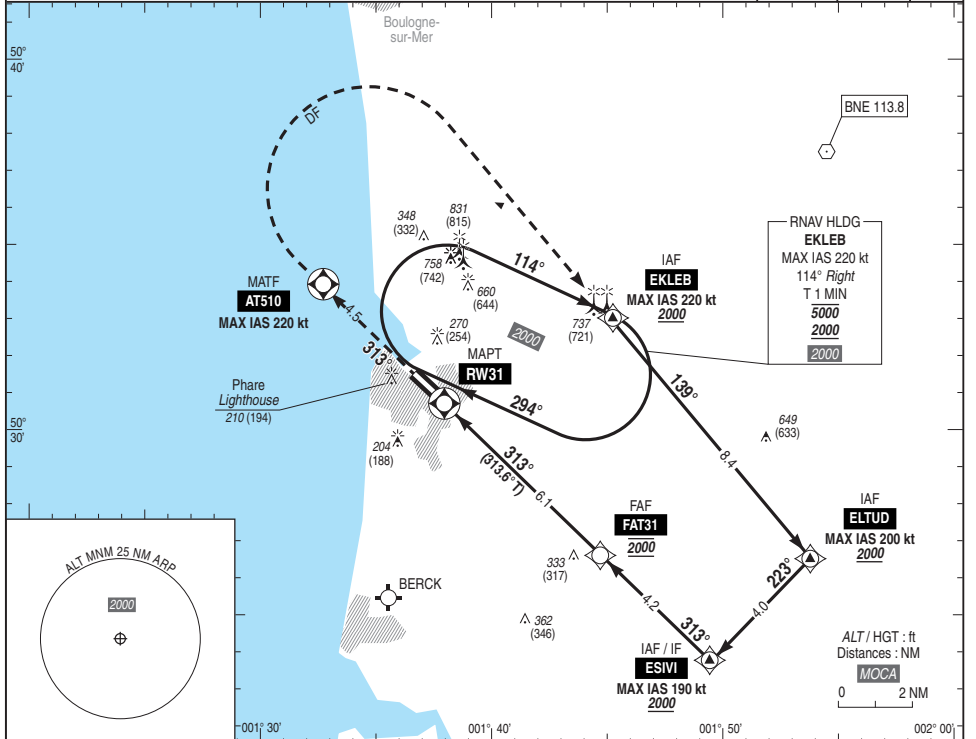 Boulogne-
sur-Mer
50°
40'
DF
BNE 113.8
348
(332)
831
(815)
758
(742)
660
(644)
114°
IAF
EKLEB
MAX IAS 220 kt
2000
RNAV HLDG
EKLEB
MAX IAS 220 kt
114° Right
T 1 MIN
5000
2000
2000
MATF
AT510
MAX IAS 220 kt
4.5
313°
270
(254)
2000
737
(721)
MAPT
RW31
Phare
Lighthouse
210 (194)
294°
139°
649
(633)
50°
30'
204
(188)
313°
(313.6°T)
6.1
8.4
FAF
FAT31
2000
IAF
ELTUD
MAX IAS 200 kt
2000
ALT MNM 25 NM ARP
2000
333
(317)
223°
BERCK
4.2
4.0
362
(346)
313°
IAF / IF
ESIVI
MAX IAS 190 kt
2000
ALT / HGT : ft
Distances : NM
MOCA
0 2 NM
001° 30'
001° 40'
001° 50'
002° 00'